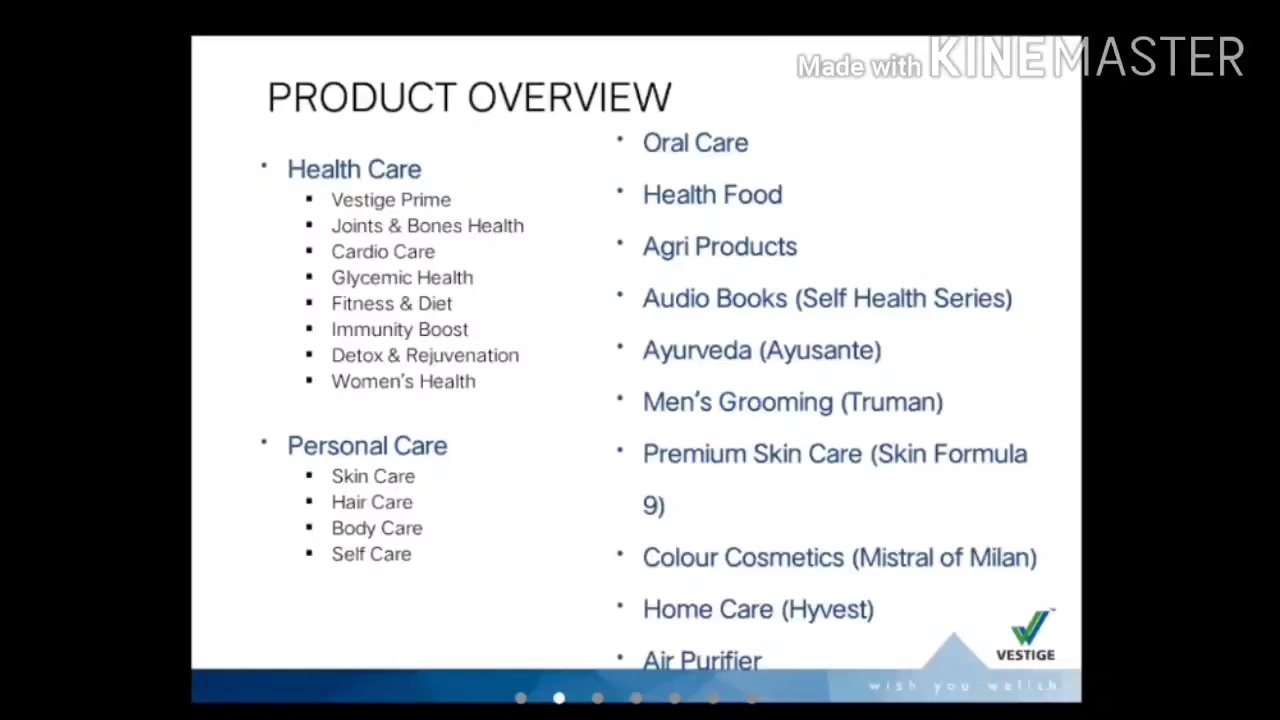 Made with KINEMASTER
PRODUCT OVERVIEW
Health Care
Vestige Prime
Joints & Bones Health
Cardio Care
Glycemic Health
Fitness & Diet
Immunity Boost
Detox & Rejuvenation
Women's Health
Personal Care
Skin Care
Hair Care
Body Care
Self Care
Oral Care
Health Food
Agri Products
Audio Books (Self Health Series)
Ayurveda (Ayusante)
Men's Grooming (Truman)
Premium Skin Care (Skin Formula
9)
Colour Cosmetics (Mistral of Milan)
Home Care (Hyvest)
Air Purifier
VESTIGE
wish you wellth